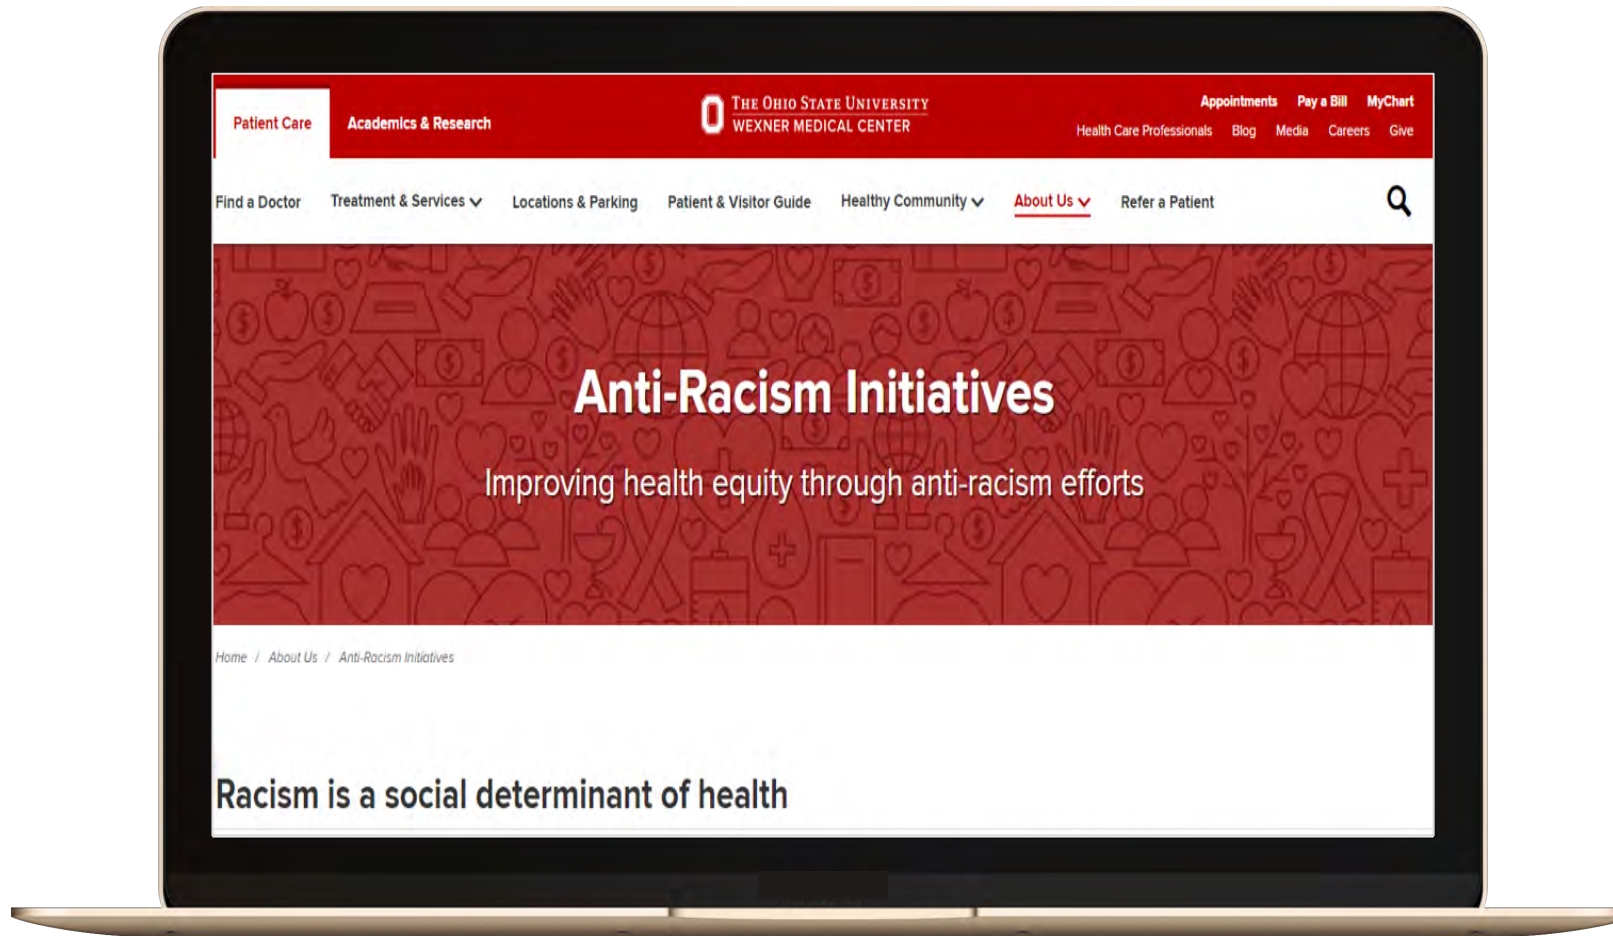 Patient Care
Academics & Research
THE OHIO STATE UNIVERSITY
WEXNER MEDICAL CENTER
Appointments Pay a Bill MyChart
Health Care Professionals Blog Media Careers Give
Find a Doctor Treatment & Services Locations & Parking Patient & Visitor Guide Healthy Community About Us Refer a Patient
Anti-Racism Initiatives
Improving health equity through anti-racism efforts
Home / About Us / Anti-Racism Initiatives
Racism is a social determinant of health